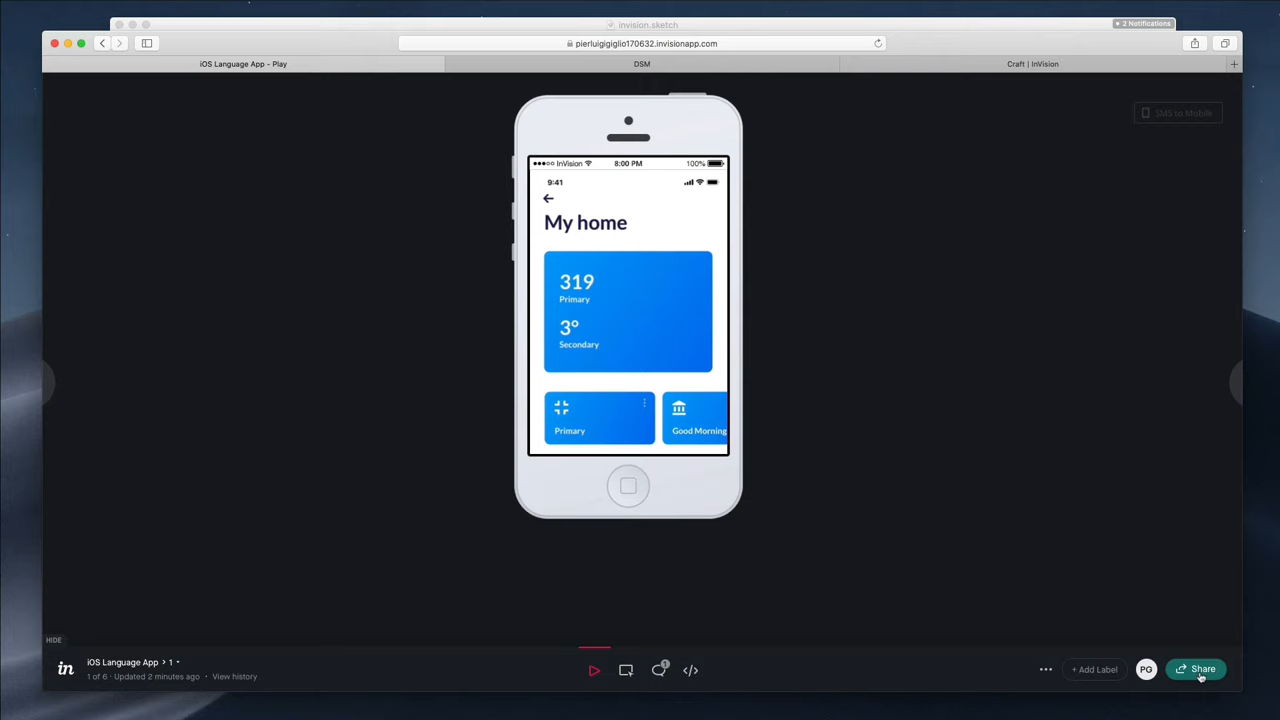 invision.sketch
2 Notifications
pierluigigiglio170632.invisionapp.com
iOS Language App - Play
DSM
Craft | InVision
SMS to Mobile
InVision
8:00 PM
100%
9:41
My home
319
Primary
3°
Secondary
Primary
Good Morning
HIDE
in
iOS Language App > 1
1 of 6 · Updated 2 minutes ago · View history
1
+ Add Label
PG
Share